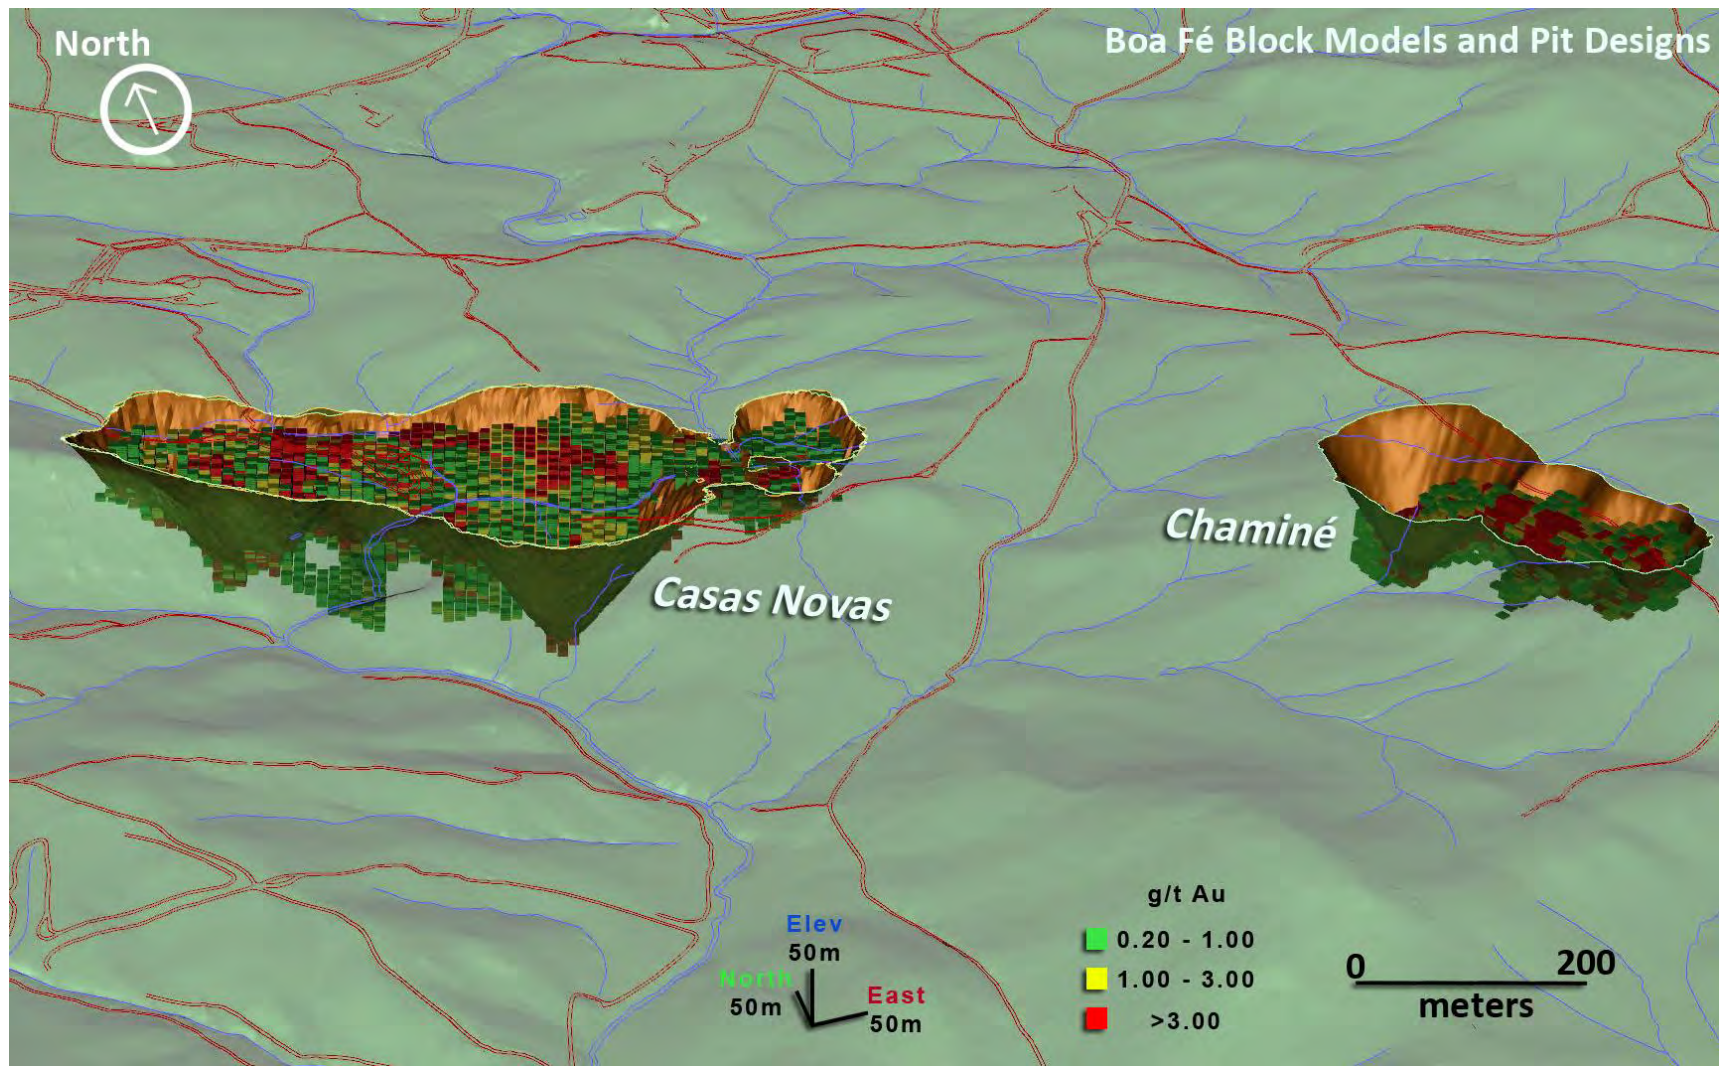 North
Boa Fé Block Models and Pit Designs
Chaminé
Casas Novas
g/t Au
0.20 - 1.00
1.00 - 3.00
>3.00
Elev
50m
North
50m
East
50m
0 200
meters